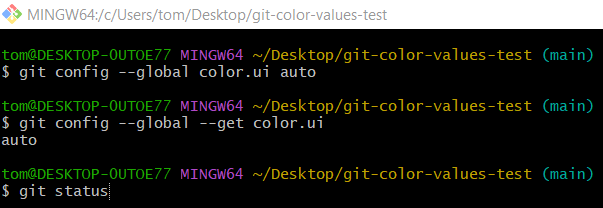 MINGW64:/c/Users/tom/Desktop/git-color-values-test
tom@DESKTOP-OUTOE77 MINGW64 ~/Desktop/git-color-values-test (main)
$ git config --global color.ui auto
tom@DESKTOP-OUTOE77 MINGW64 ~/Desktop/git-color-values-test (main)
$ git config --global --get color.ui
auto
tom@DESKTOP-OUTOE77 MINGW64 ~/Desktop/git-color-values-test (main)
$ git status